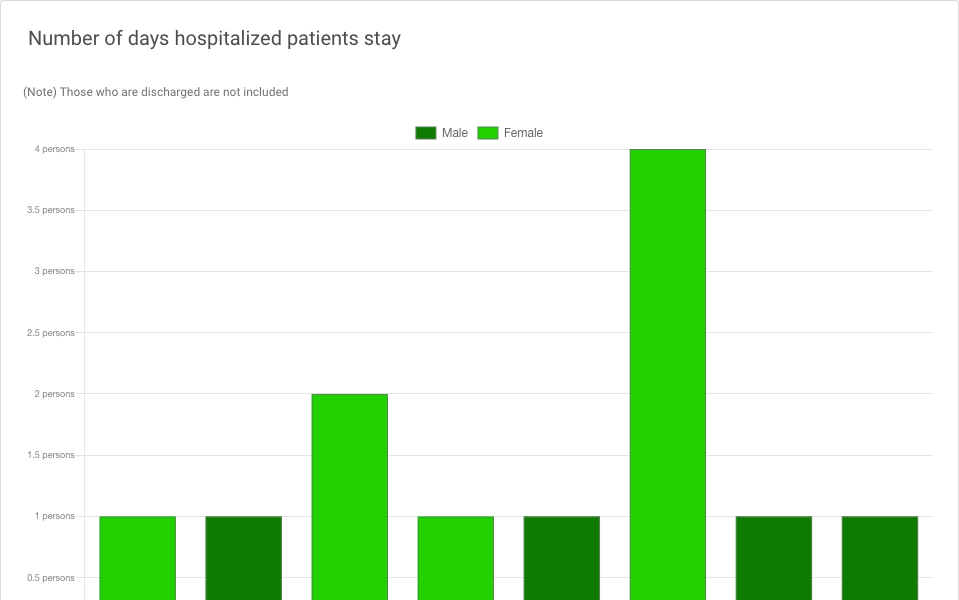 Number of days hospitalized patients stay
(Note) Those who are discharged are not included
Male Female
4 persons
3.5 persons
3 persons
2.5 persons
2 persons
1.5 persons
1 persons
0.5 persons